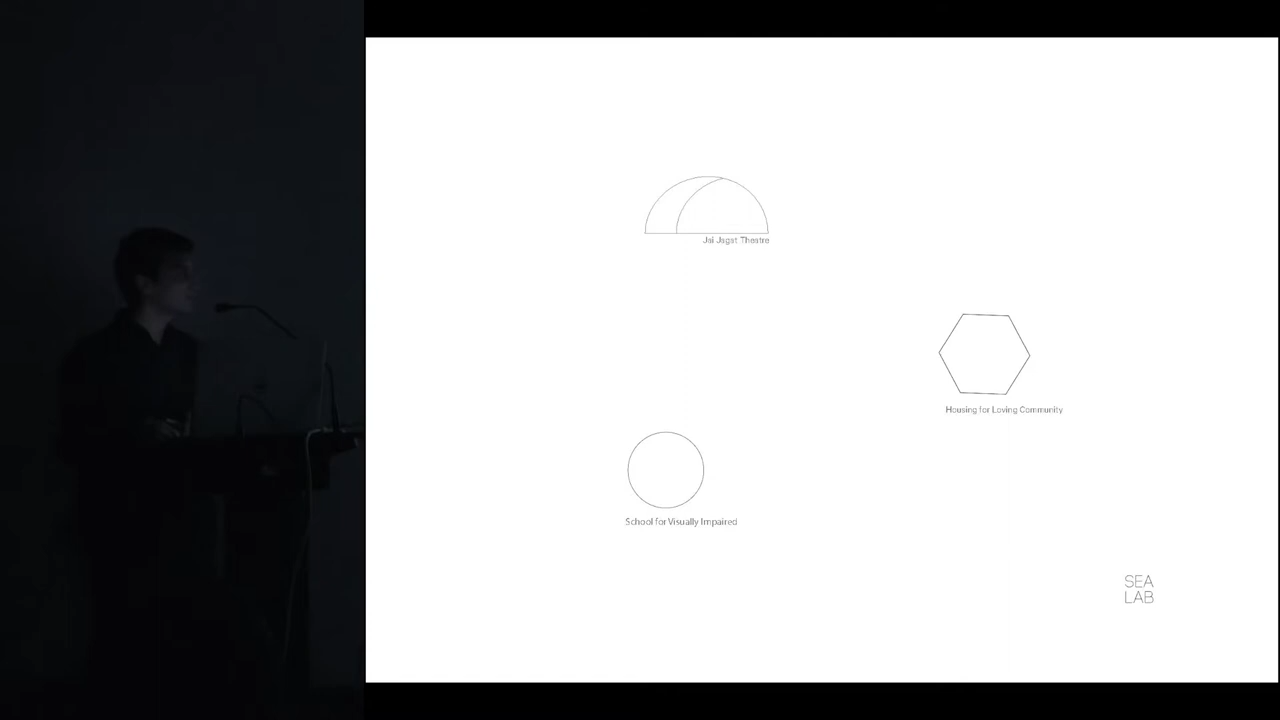 Jai Jagat Theatre
Housing for Loving Community
School for Visually Impaired
SEA
LAB